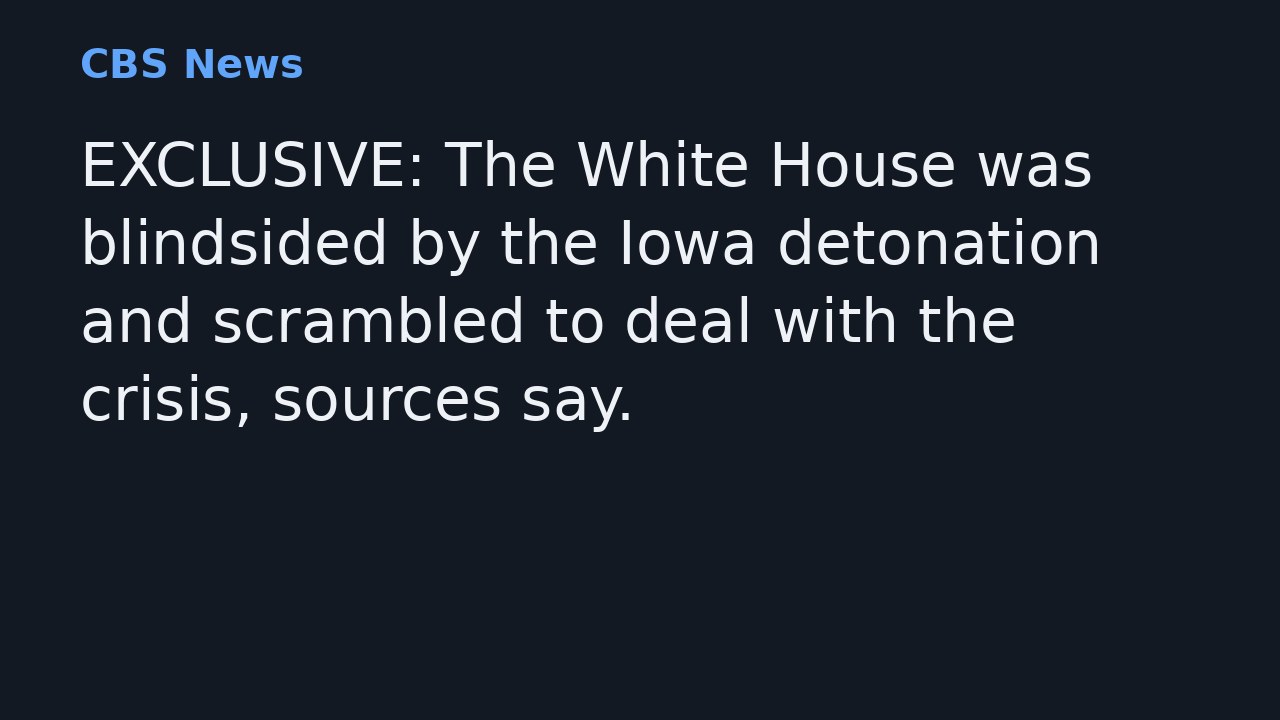 CBS News
EXCLUSIVE: The White House was
blindsided by the Iowa detonation
and scrambled to deal with the
crisis, sources say.